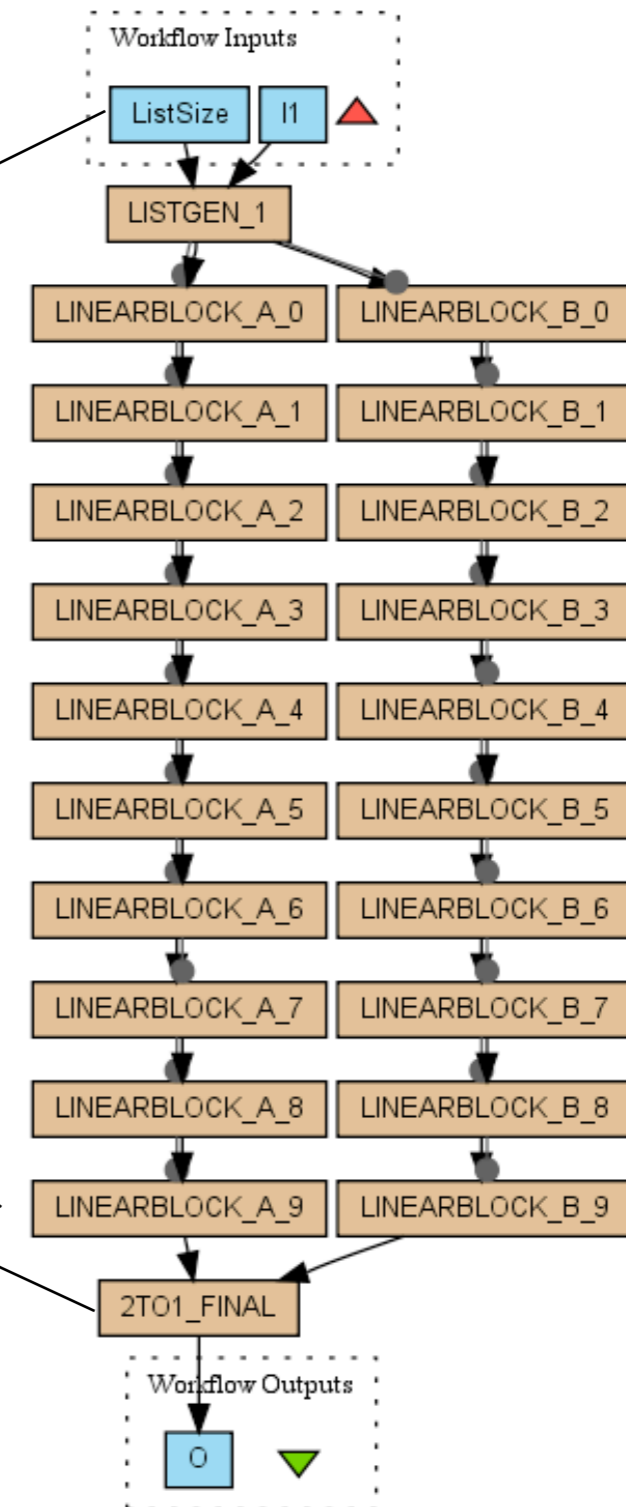 Workflow Inputs
ListSize I1
LISTGEN_1
LINEARBLOCK_A_0 LINEARBLOCK_B_0
LINEARBLOCK_A_1 LINEARBLOCK_B_1
LINEARBLOCK_A_2 LINEARBLOCK_B_2
LINEARBLOCK_A_3 LINEARBLOCK_B_3
LINEARBLOCK_A_4 LINEARBLOCK_B_4
LINEARBLOCK_A_5 LINEARBLOCK_B_5
LINEARBLOCK_A_6 LINEARBLOCK_B_6
LINEARBLOCK_A_7 LINEARBLOCK_B_7
LINEARBLOCK_A_8 LINEARBLOCK_B_8
LINEARBLOCK_A_9 LINEARBLOCK_B_9
2TO1_FINAL
Workflow Outputs
O